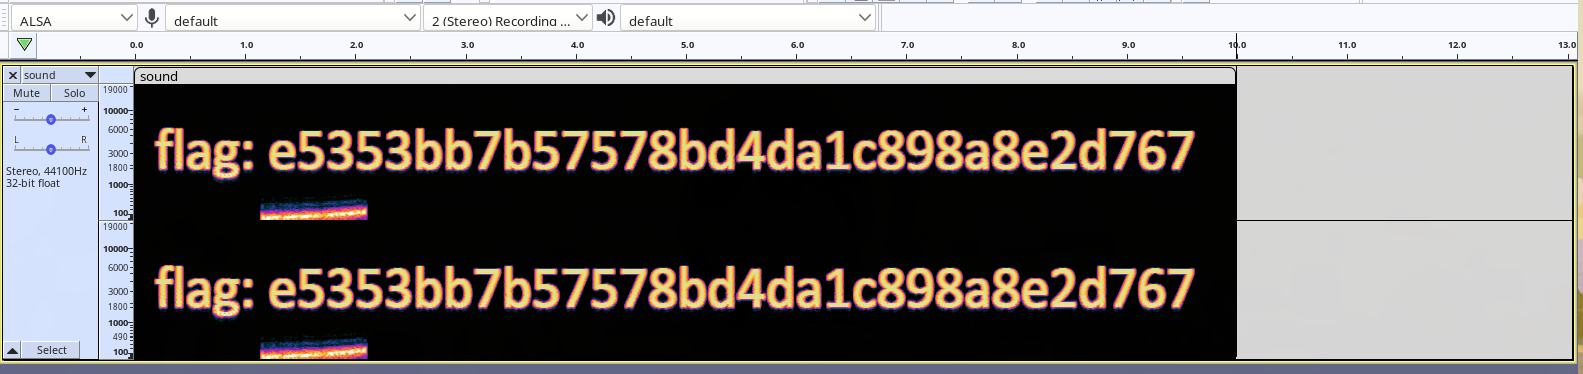 ALSA default 2 (Stereo) Recording ... default
0.0 1.0 2.0 3.0 4.0 5.0 6.0 7.0 8.0 9.0 10.0 11.0 12.0 13.0
× sound
sound
Mute Solo
- +
L R
Stereo, 44100Hz
32-bit float
Select
19000
10000
6000
3000
1800
1000
100
flag: e5353bb7b57578bd4da1c898a8e2d767
19000
10000
6000
3000
1800
1000
490
100
flag: e5353bb7b57578bd4da1c898a8e2d767